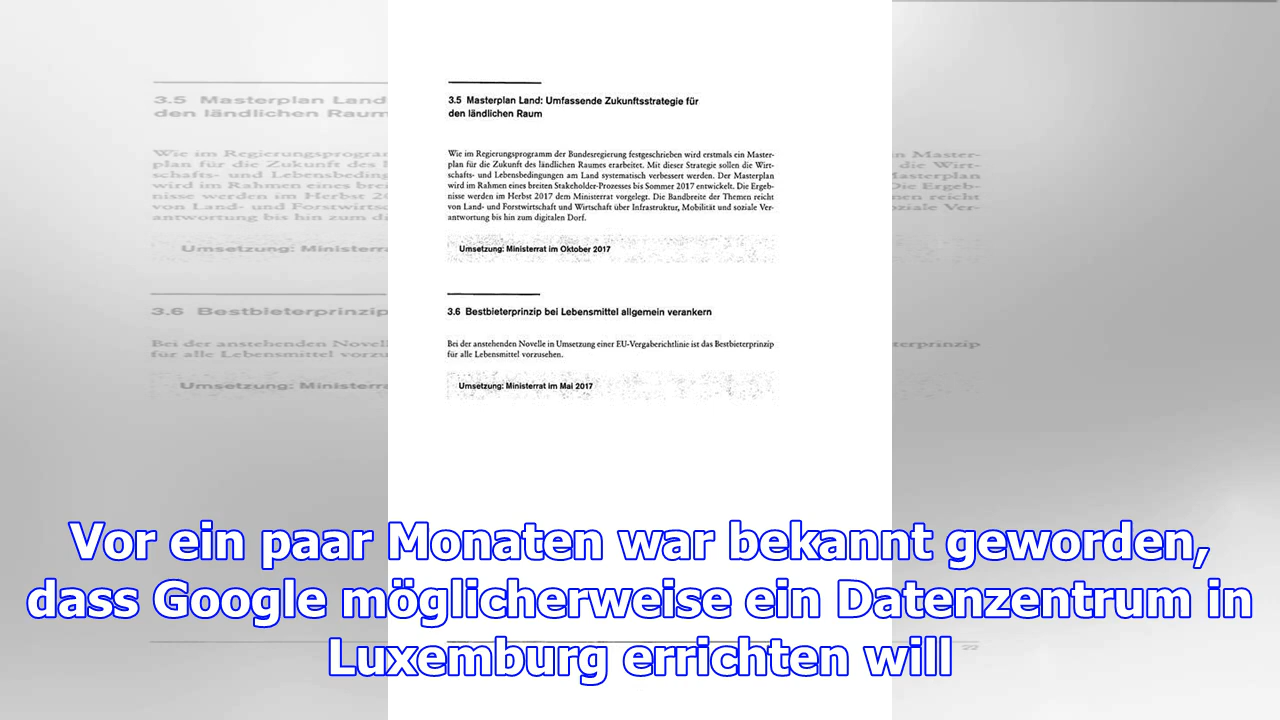 3.5 Masterplan Land: Umfassende Zukunftsstrategie für
den ländlichen Raum
Wie im Regierungsprogramm der Bundesregierung festgeschrieben wird erstmals ein Master-
plan für die Zukunft des ländlichen Raumes erarbeitet. Mit dieser Strategie sollen die Wirt-
schafts- und Lebensbedingungen am Land systematisch verbessert werden. Der Masterplan
wird im Rahmen eines breiten Stakeholder-Prozesses bis Sommer 2017 entwickelt. Die Ergeb-
nisse werden im Herbst 2017 dem Ministerrat vorgelegt. Die Bandbreite der Themen reicht
von Land- und Forstwirtschaft und Wirtschaft über Infrastruktur, Mobilität und soziale Ver-
antwortung bis hin zum digitalen Dorf.
Umsetzung: Ministerrat im Oktober 2017
3.6 Bestbieterprinzip bei Lebensmittel allgemein verankern
Bei der anstehenden Novelle in Umsetzung einer EU-Vergaberichtlinie ist das Bestbieterprinzip
für alle Lebensmittel vorzusehen.
Umsetzung: Ministerrat im Mai 2017
Vor ein paar Monaten war bekannt geworden,
dass Google möglicherweise ein Datenzentrum in
Luxemburg errichten will